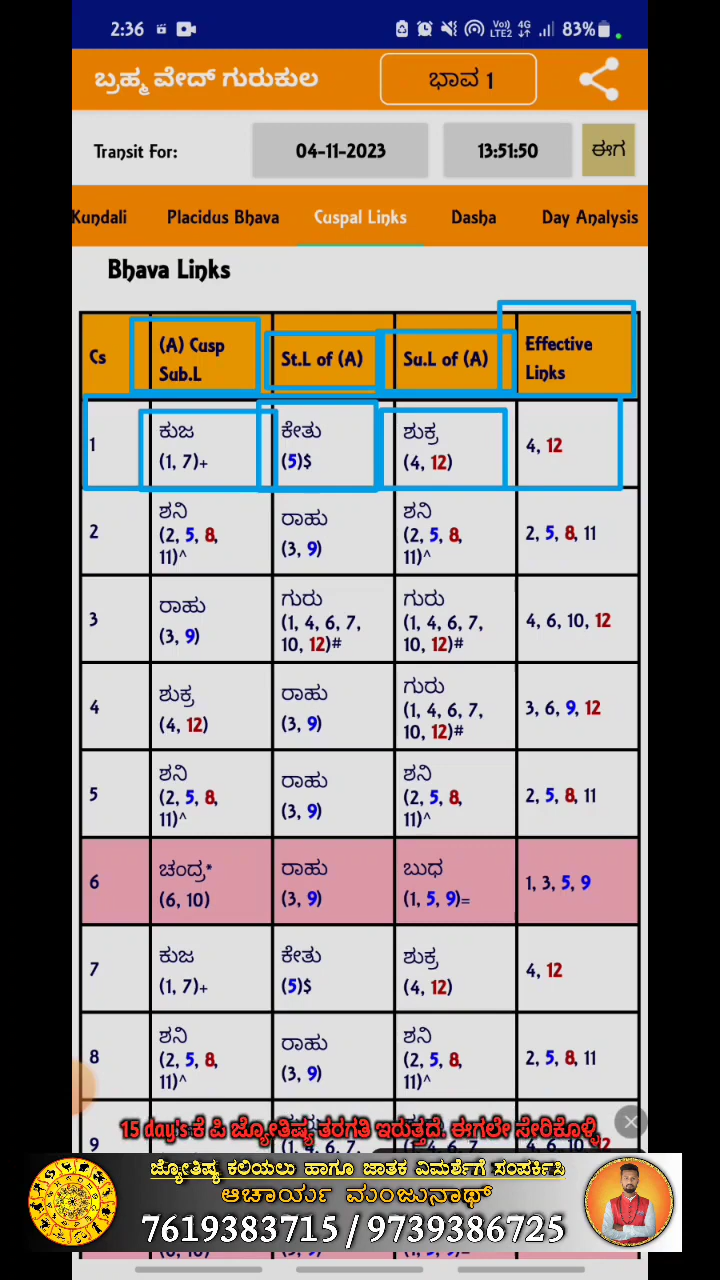 2:36 Vo)) LTE2 4G 83%
ಬ್ರಹ್ಮ ವೇದ್ ಗುರುಕುಲ ಭಾವ 1
Transit For: 04-11-2023 13:51:50 ಈಗ
Kundali Placidus Bhava Cuspal Links Dasha Day Analysis
Bhava Links
Cs (A) Cusp Sub.L St.L of (A) Su.L of (A) Effective Links
1 ಕುಜ (1, 7)+ ಕೇತು (5)$ ಶುಕ್ರ (4, 12) 4, 12
2 ಶನಿ (2, 5, 8, 11)^ ರಾಹು (3, 9) ಶನಿ (2, 5, 8, 11)^ 2, 5, 8, 11
3 ರಾಹು (3, 9) ಗುರು (1, 4, 6, 7, 10, 12)# ಗುರು (1, 4, 6, 7, 10, 12)# 4, 6, 10, 12
4 ಶುಕ್ರ (4, 12) ರಾಹು (3, 9) ಗುರು (1, 4, 6, 7, 10, 12)# 3, 6, 9, 12
5 ಶನಿ (2, 5, 8, 11)^ ರಾಹು (3, 9) ಶನಿ (2, 5, 8, 11)^ 2, 5, 8, 11
6 ಚಂದ್ರ* (6, 10) ರಾಹು (3, 9) ಬುಧ (1, 5, 9)= 1, 3, 5, 9
7 ಕುಜ (1, 7)+ ಕೇತು (5)$ ಶುಕ್ರ (4, 12) 4, 12
8 ಶನಿ (2, 5, 8, 11)^ ರಾಹು (3, 9) ಶನಿ (2, 5, 8, 11)^ 2, 5, 8, 11
9
15 day's ಕೆ ಪಿ ಜ್ಯೋತಿಷ್ಯ ತರಗತಿ ಇರುತ್ತದೆ. ಈಗಲೇ ಸೇರಿಕೊಳ್ಳಿ
ಜ್ಯೋತಿಷ್ಯ ಕಲಿಯಲು ಹಾಗೂ ಜಾತಕ ವಿಮರ್ಶೆಗೆ ಸಂಪರ್ಕಿಸಿ
ಆಚಾರ್ಯ ಮಂಜುನಾಥ್
7619383715 / 9739386725